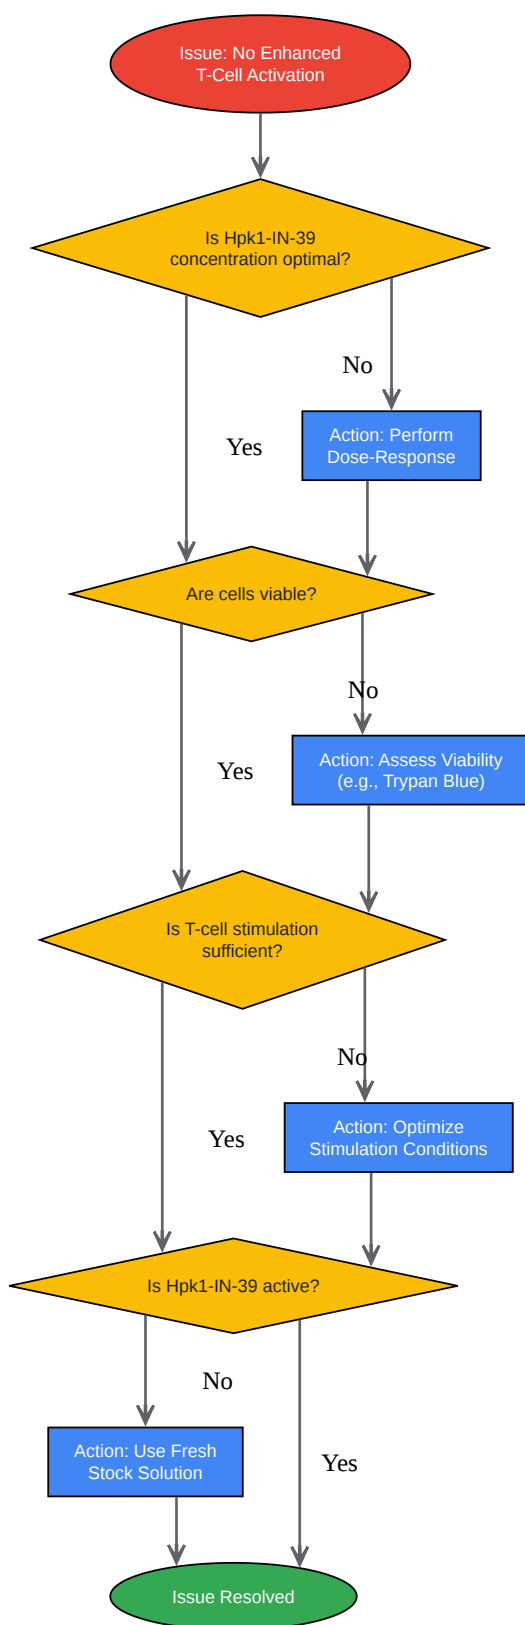 Issue: No Enhanced
T-Cell Activation
Is Hpk1-IN-39
concentration optimal?
No
Yes
Action: Perform
Dose-Response
Are cells viable?
No
Yes
Action: Assess Viability
(e.g., Trypan Blue)
Is T-cell stimulation
sufficient?
No
Yes
Action: Optimize
Stimulation Conditions
Is Hpk1-IN-39 active?
No
Yes
Action: Use Fresh
Stock Solution
Issue Resolved